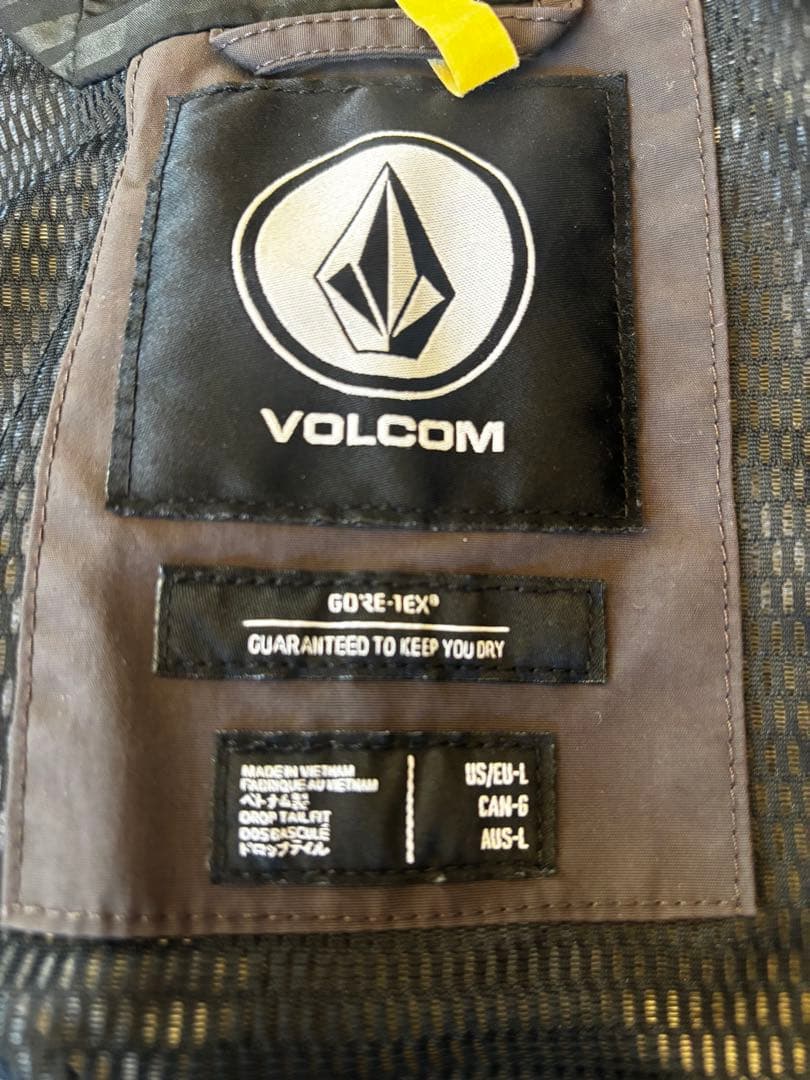 VOLCOM
GORE-TEX®
GUARANTEED TO KEEP YOU DRY
MADE IN VIETNAM
FABRIQUE AU VIETNAM
ベトナム製
DROP TAIL FIT
DOS BASCULÉ
ドロップテイル
US/EU-L
CAN-G
AUS-L